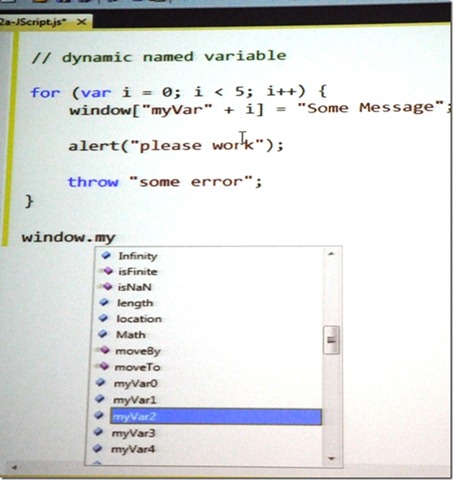 2a-JScript.js* ×
// dynamic named variable
for (var i = 0; i < 5; i++) {
window["myVar" + i] = "Some Message";
alert("please work");
throw "some error";
}
window.my
Infinity
isFinite
isNaN
length
location
Math
moveBy
moveTo
myVar0
myVar1
myVar2
myVar3
myVar4